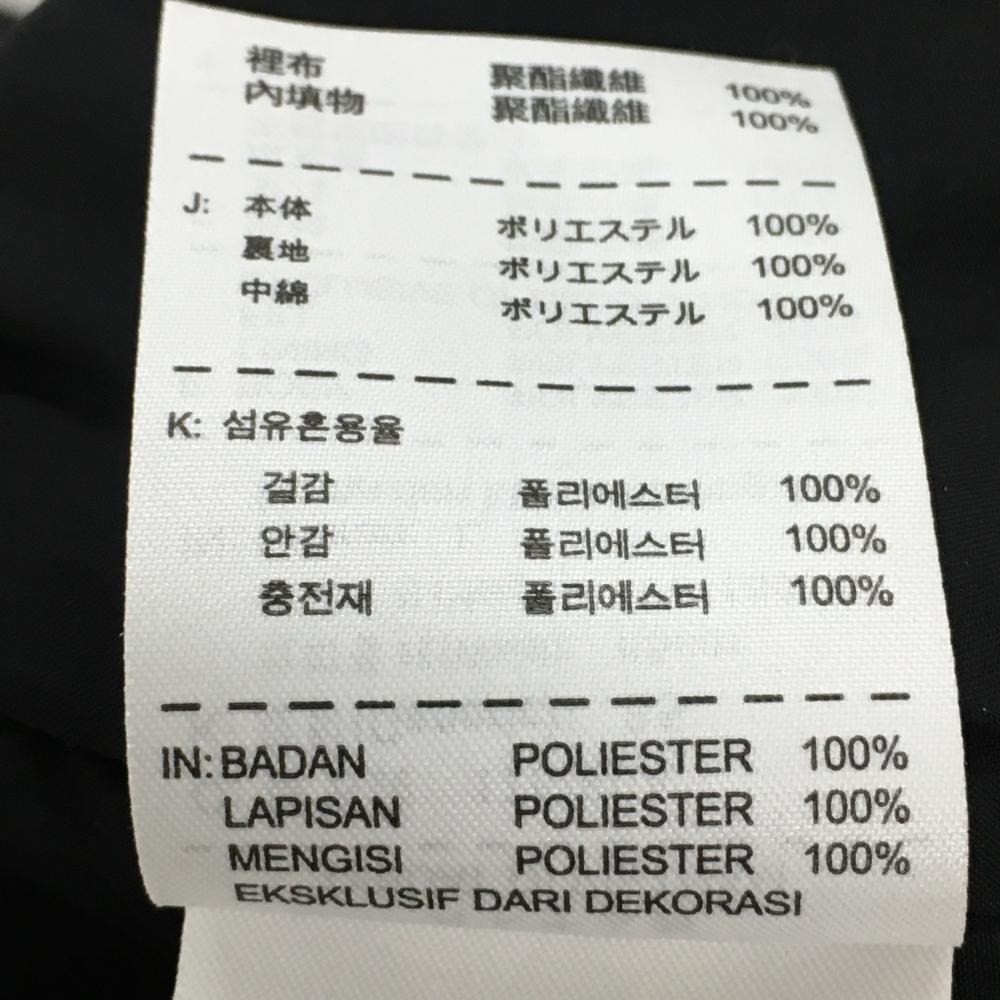 裡布 聚酯纖維 100%
內填物 聚酯纖維 100%
J: 本体 ポリエステル 100%
裏地 ポリエステル 100%
中綿 ポリエステル 100%
K: 섬유혼용율
겉감 폴리에스터 100%
안감 폴리에스터 100%
충전재 폴리에스터 100%
IN: BADAN POLIESTER 100%
LAPISAN POLIESTER 100%
MENGISI POLIESTER 100%
EKSKLUSIF DARI DEKORASI